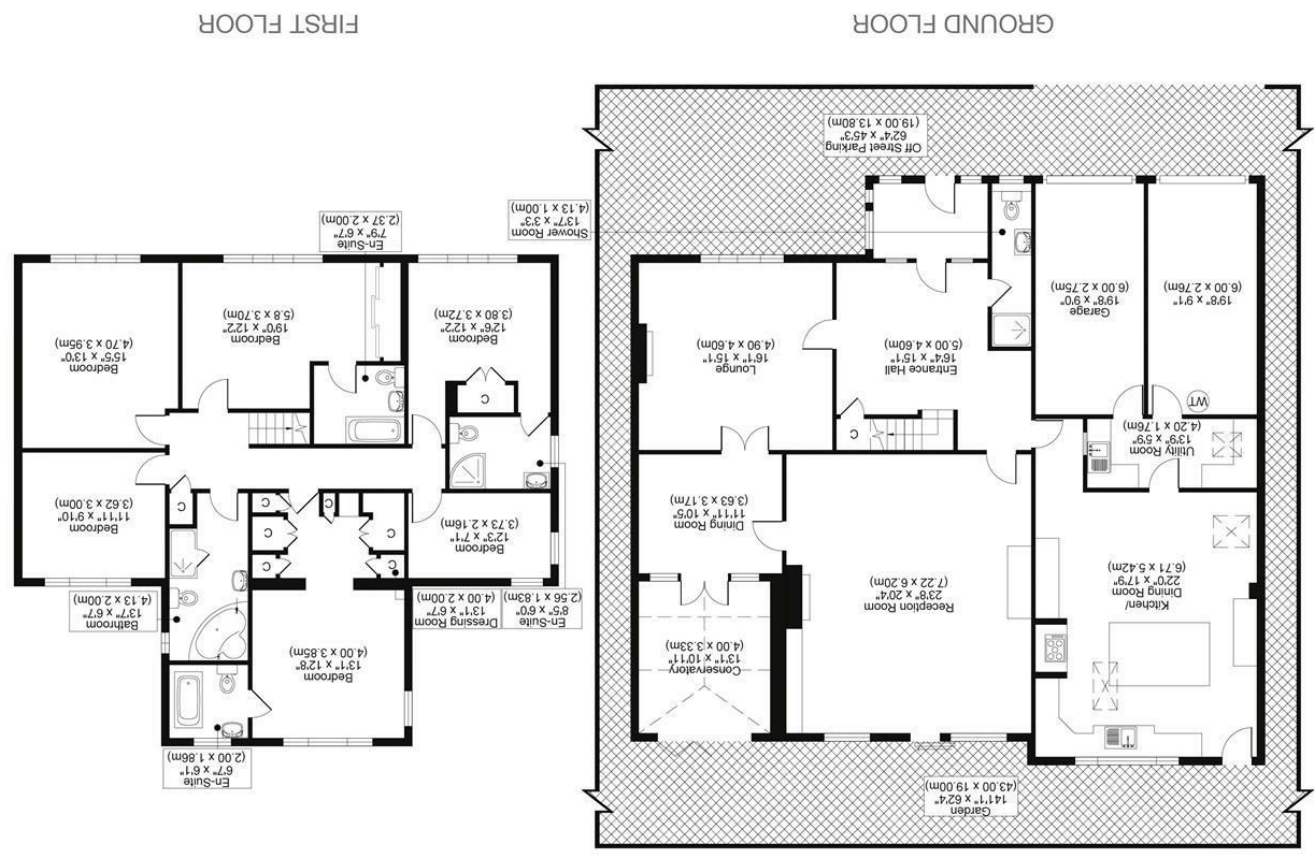 Garden
141'1" x 62'4"
(43.00 x 19.00m)
Kitchen/
Dining Room
22'0" x 17'9"
(6.71 x 5.42m)
Reception Room
23'8" x 20'4"
(7.22 x 6.20m)
Conservatory
13'1" x 10'11"
(4.00 x 3.33m)
Dining Room
11'11" x 10'5"
(3.63 x 3.17m)
Utility Room
13'9" x 5'9"
(4.20 x 1.76m)
WT
19'8" x 9'1"
(6.00 x 2.76m)
Garage
19'8" x 9'0"
(6.00 x 2.75m)
C
Entrance Hall
16'4" x 15'1"
(5.00 x 4.60m)
Lounge
16'1" x 15'1"
(4.90 x 4.60m)
Shower Room
13'7" x 3'3"
(4.13 x 1.00m)
Off Street Parking
62'4" x 45'3"
(19.00 x 13.80m)
GROUND FLOOR
En-Suite
6'7" x 6'1"
(2.00 x 1.86m)
Bedroom
13'1" x 12'8"
(4.00 x 3.85m)
En-Suite
8'5" x 6'0"
(2.56 x 1.83m)
Dressing Room
13'1" x 6'7"
(4.00 x 2.00m)
Bathroom
13'7" x 6'7"
(4.13 x 2.00m)
C
C
C
C
C
C
C
Bedroom
12'3" x 7'1"
(3.73 x 2.16m)
Bedroom
11'11" x 9'10"
(3.62 x 3.00m)
C
Bedroom
12'6" x 12'2"
(3.80 x 3.72m)
Bedroom
19'0" x 12'2"
(5.8 x 3.70m)
Bedroom
15'5" x 13'0"
(4.70 x 3.95m)
En-Suite
7'9" x 6'7"
(2.37 x 2.00m)
FIRST FLOOR